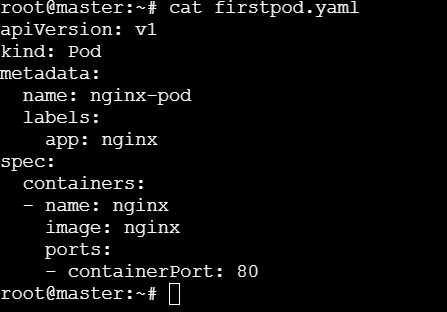 root@master:~# cat firstpod.yaml
apiVersion: v1
kind: Pod
metadata:
  name: nginx-pod
  labels:
    app: nginx
spec:
  containers:
  - name: nginx
    image: nginx
    ports:
    - containerPort: 80
root@master:~#